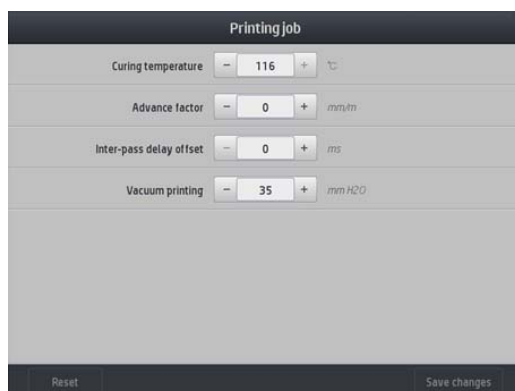 Printing job
Curing temperature − 116 + °C
Advance factor − 0 + mm/m
Inter-pass delay offset − 0 + ms
Vacuum printing − 35 + mm H2O
Reset Save changes